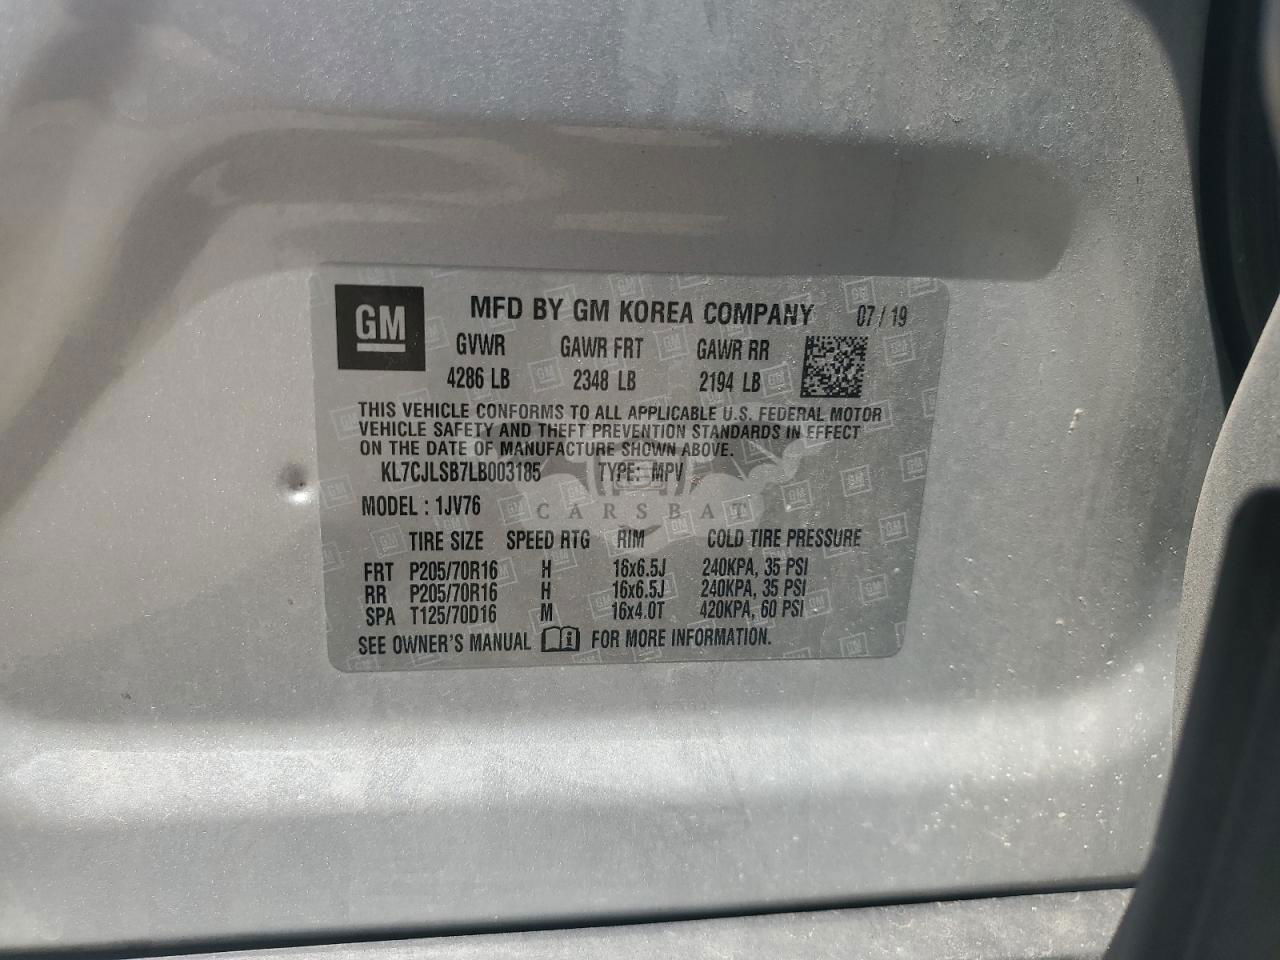 GM
MFD BY GM KOREA COMPANY 07/19
GVWR GAWR FRT GAWR RR
4286 LB 2348 LB 2194 LB
THIS VEHICLE CONFORMS TO ALL APPLICABLE U.S. FEDERAL MOTOR
VEHICLE SAFETY AND THEFT PREVENTION STANDARDS IN EFFECT
ON THE DATE OF MANUFACTURE SHOWN ABOVE.
KL7CJLSB7LB003185 TYPE: MPV
MODEL : 1JV76
CARSBAT
TIRE SIZE SPEED RTG RIM COLD TIRE PRESSURE
FRT P205/70R16 H 16x6.5J 240KPA, 35 PSI
RR P205/70R16 H 16x6.5J 240KPA, 35 PSI
SPA T125/70D16 M 16x4.0T 420KPA, 60 PSI
SEE OWNER'S MANUAL FOR MORE INFORMATION.